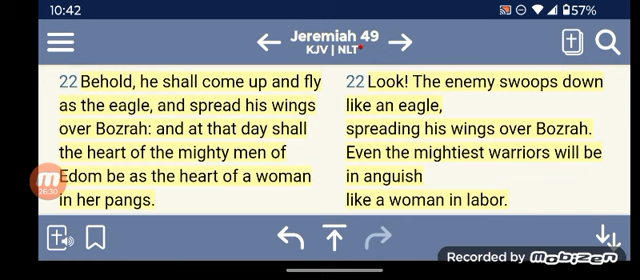 10:42
57%
Jeremiah 49
KJV | NLT
22 Behold, he shall come up and fly
as the eagle, and spread his wings
over Bozrah: and at that day shall
the heart of the mighty men of
Edom be as the heart of a woman
in her pangs.
22 Look! The enemy swoops down
like an eagle,
spreading his wings over Bozrah.
Even the mightiest warriors will be
in anguish
like a woman in labor.
26:30
Recorded by Mobizen